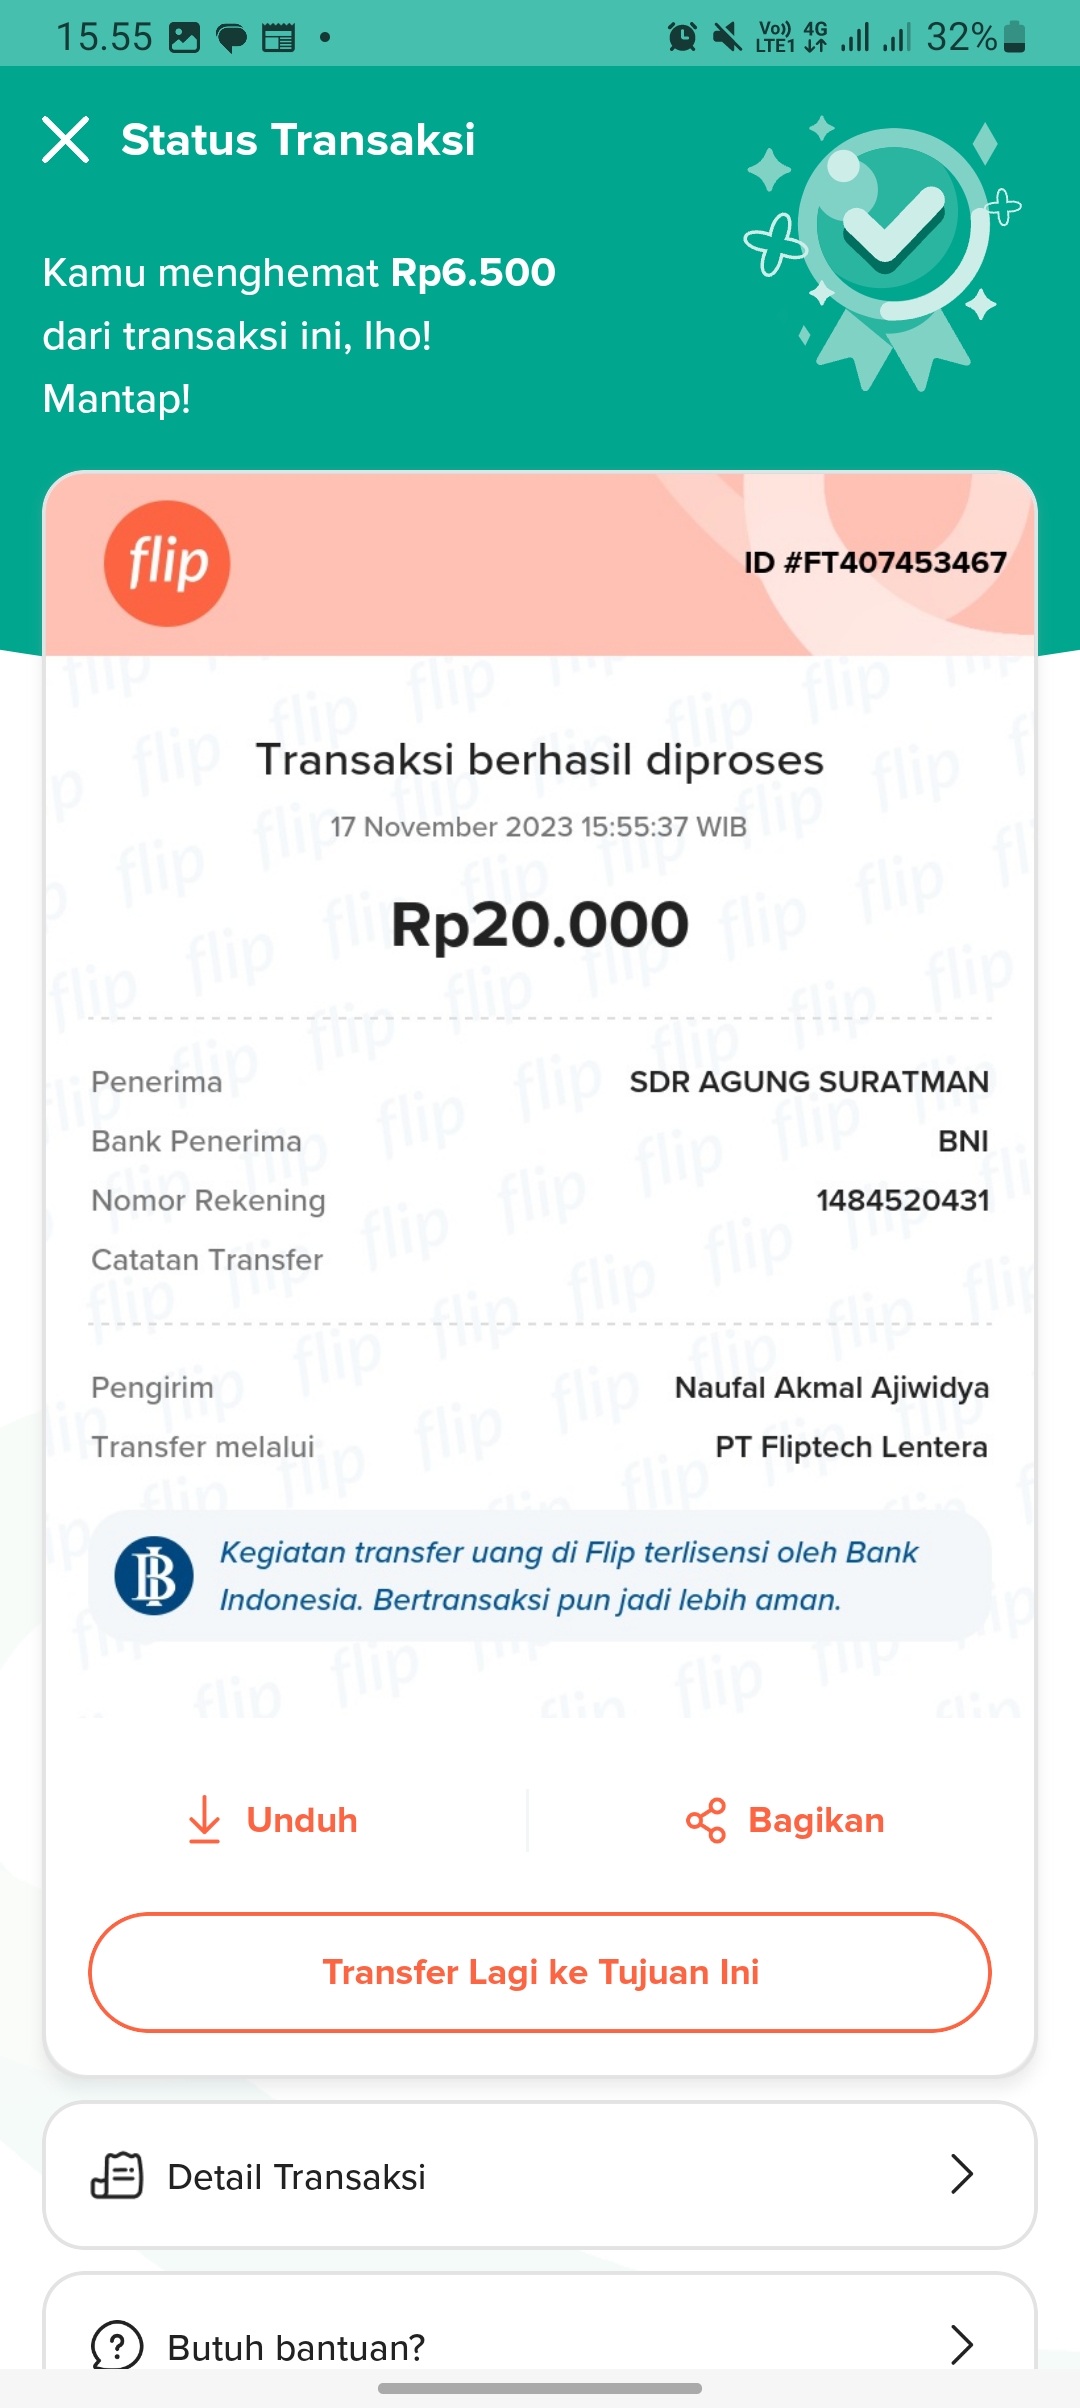 15.55
Vo)) LTE1 4G 32%
Status Transaksi
Kamu menghemat Rp6.500
dari transaksi ini, lho!
Mantap!
flip
ID #FT407453467
Transaksi berhasil diproses
17 November 2023 15:55:37 WIB
Rp20.000
Penerima SDR AGUNG SURATMAN
Bank Penerima BNI
Nomor Rekening 1484520431
Catatan Transfer
Pengirim Naufal Akmal Ajiwidya
Transfer melalui PT Fliptech Lentera
Kegiatan transfer uang di Flip terlisensi oleh Bank
Indonesia. Bertransaksi pun jadi lebih aman.
Unduh Bagikan
Transfer Lagi ke Tujuan Ini
Detail Transaksi
Butuh bantuan?